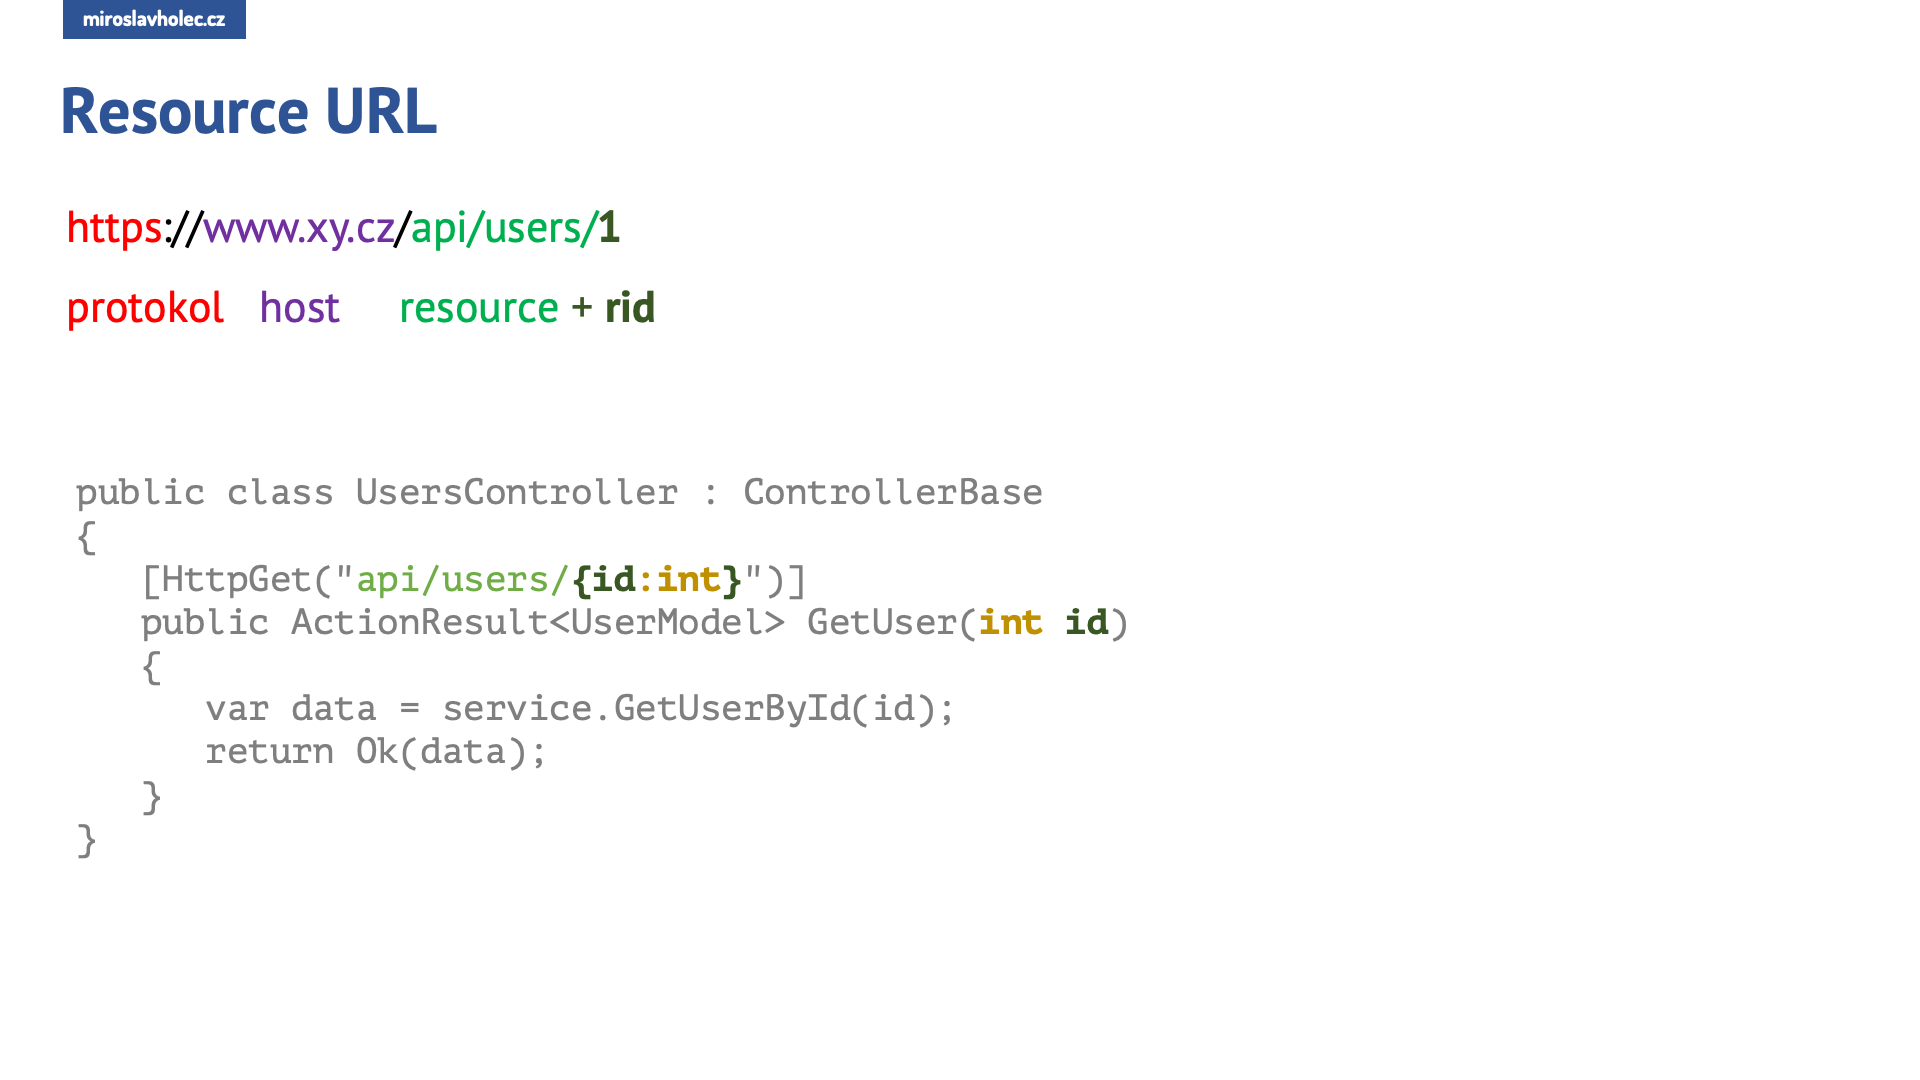 miroslavholec.cz
Resource URL
https://www.xy.cz/api/users/1
protokol host resource + rid
public class UsersController : ControllerBase
{
[HttpGet("api/users/{id:int}")]
public ActionResult<UserModel> GetUser(int id)
{
var data = service.GetUserById(id);
return Ok(data);
}
}